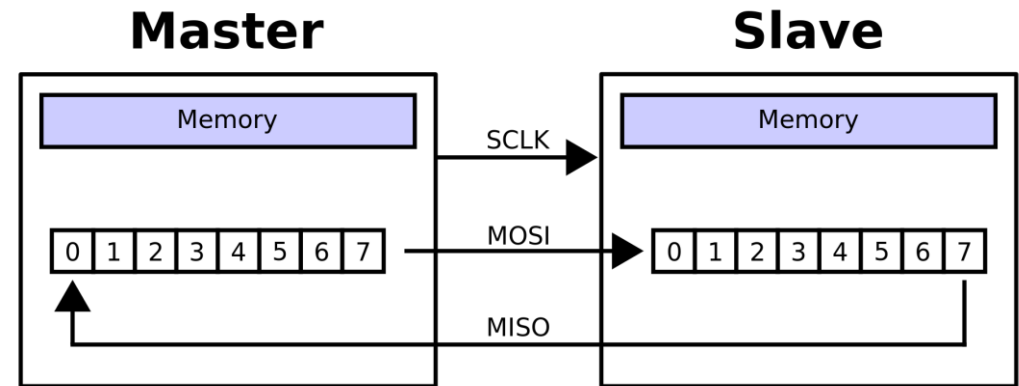 Master Slave
Memory Memory
SCLK
MOSI
0 1 2 3 4 5 6 7 0 1 2 3 4 5 6 7
MISO